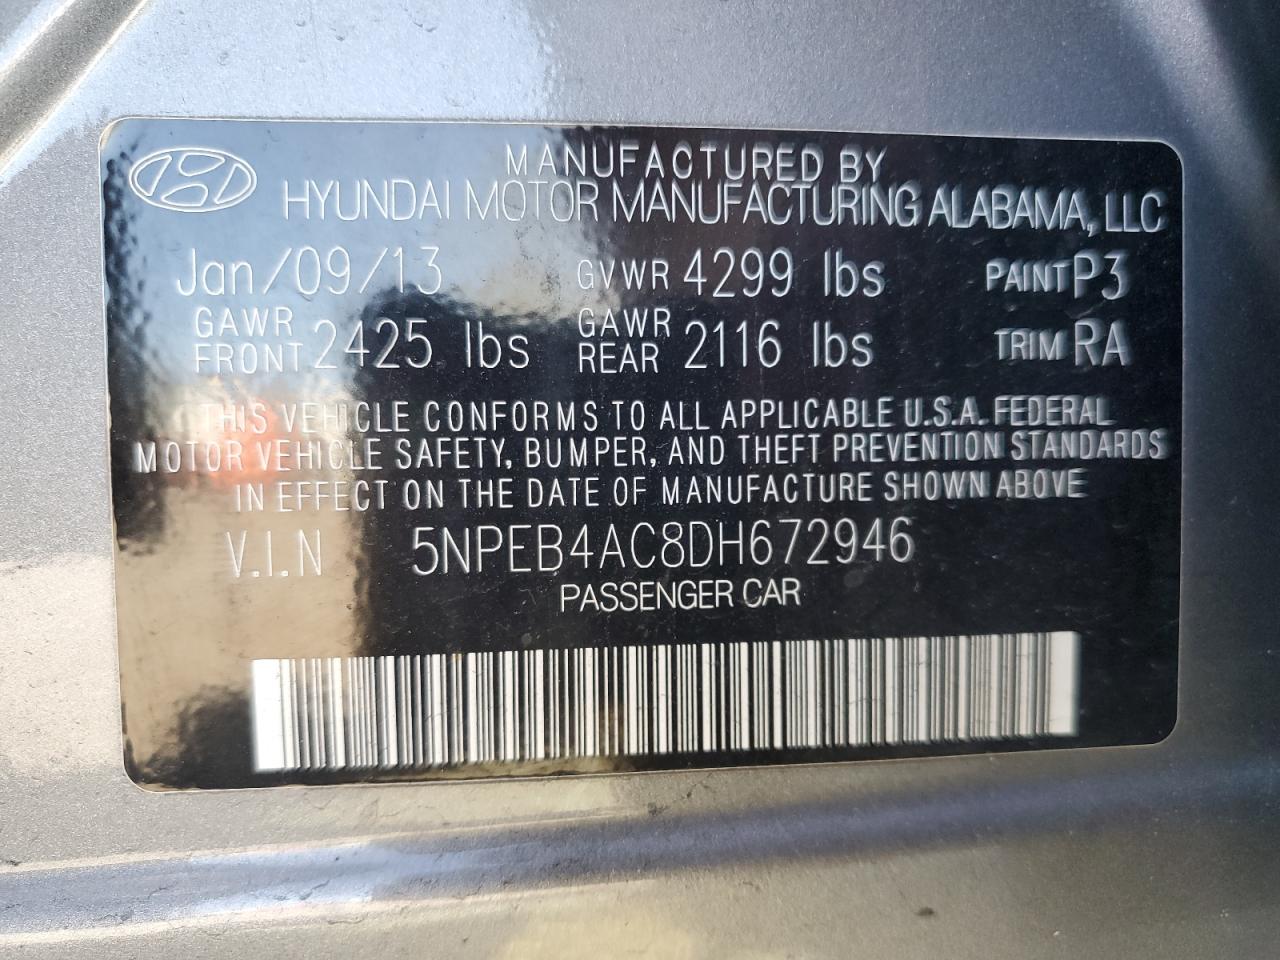 MANUFACTURED BY
HYUNDAI MOTOR MANUFACTURING ALABAMA, LLC
Jan/09/13 GVWR 4299 lbs PAINT P3
GAWR FRONT 2425 lbs GAWR REAR 2116 lbs TRIM RA
THIS VEHICLE CONFORMS TO ALL APPLICABLE U.S.A. FEDERAL
MOTOR VEHICLE SAFETY, BUMPER, AND THEFT PREVENTION STANDARDS
IN EFFECT ON THE DATE OF MANUFACTURE SHOWN ABOVE
V.I.N 5NPEB4AC8DH672946
PASSENGER CAR